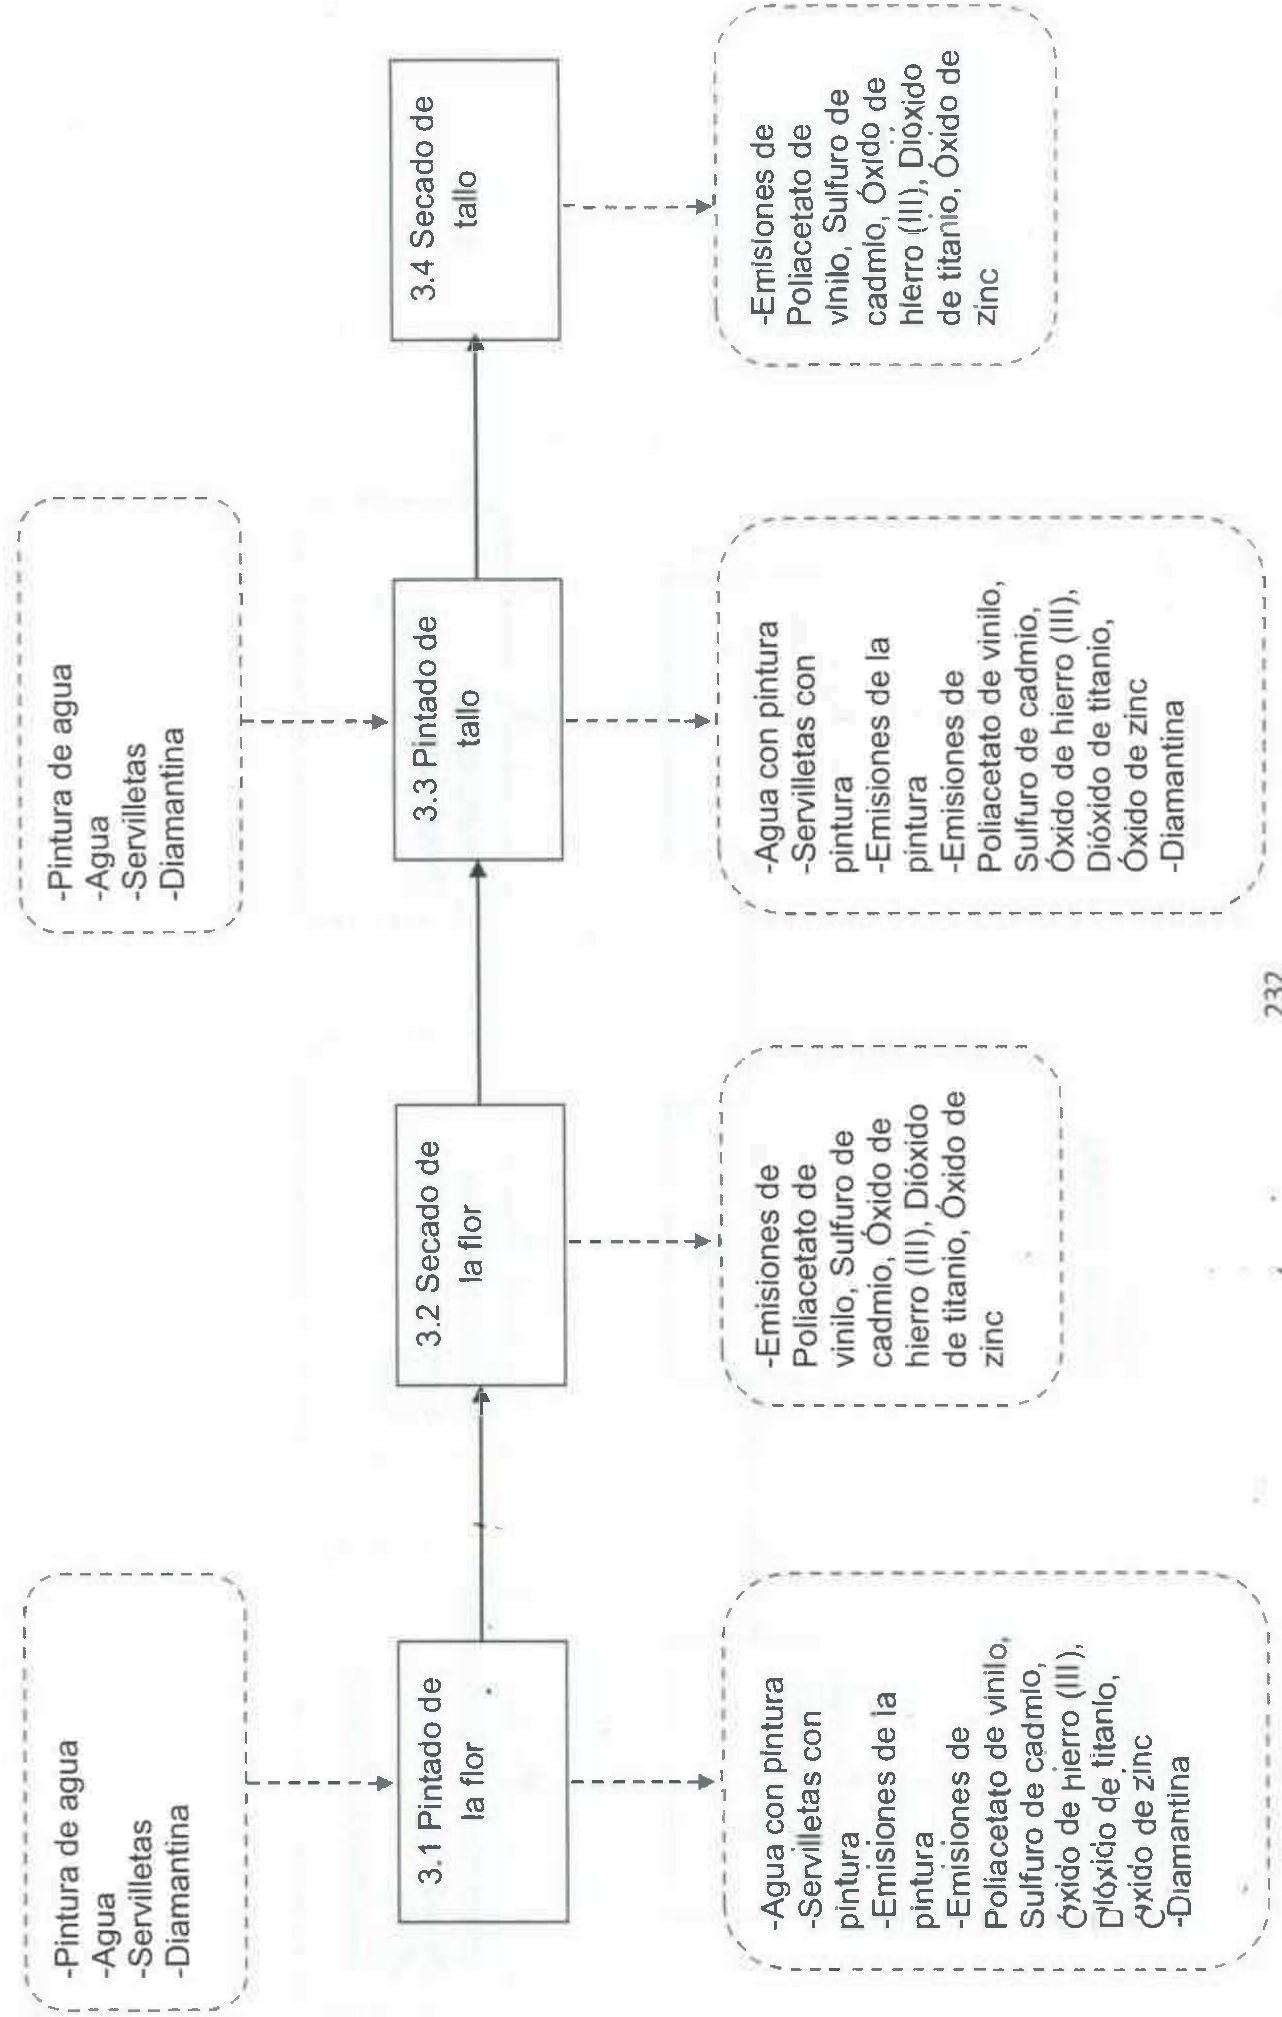 -Pintura de agua
-Agua
-Servilletas
-Diamantina
-Pintura de agua
-Agua
-Servilletas
-Diamantina
3.1 Pintado de
la flor
3.2 Secado de
la flor
3.3 Pintado de
tallo
3.4 Secado de
tallo
-Agua con pintura
-Servilletas con
pintura
-Emisiones de la
pintura
-Emisiones de
Poliacetato de vinilo,
Sulfuro de cadmio,
Óxido de hierro (III),
Dióxido de titanio,
Óxido de zinc
-Diamantina
-Emisiones de
Poliacetato de
vinilo, Sulfuro de
cadmio, Óxido de
hierro (III), Dióxido
de titanio, Óxido de
zinc
-Agua con pintura
-Servilletas con
pintura
-Emisiones de la
pintura
-Emisiones de
Poliacetato de vinilo,
Sulfuro de cadmio,
Óxido de hierro (III),
Dióxido de titanio,
Óxido de zinc
-Diamantina
-Emisiones de
Poliacetato de
vinilo, Sulfuro de
cadmio, Óxido de
hierro (III), Dióxido
de titanio, Óxido de
zinc
232